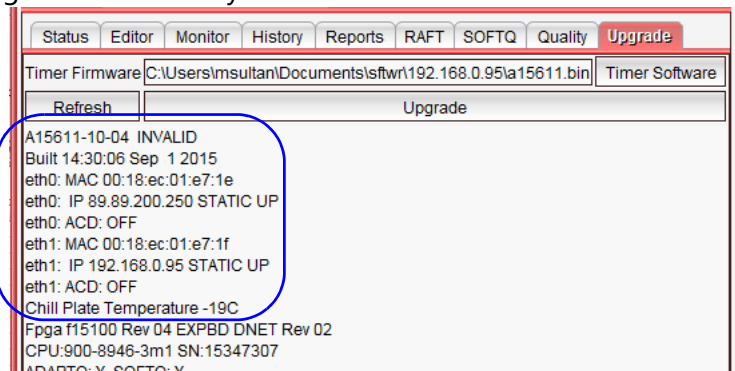 Status Editor Monitor History Reports RAFT SOFTQ Quality Upgrade
Timer Firmware C:\Users\msultan\Documents\sftwr\192.168.0.95\a15611.bin Timer Software
Refresh Upgrade
A15611-10-04 INVALID
Built 14:30:06 Sep 1 2015
eth0: MAC 00:18:ec:01:e7:1e
eth0: IP 89.89.200.250 STATIC UP
eth0: ACD: OFF
eth1: MAC 00:18:ec:01:e7:1f
eth1: IP 192.168.0.95 STATIC UP
eth1: ACD: OFF
Chill Plate Temperature -19C
Fpga f15100 Rev 04 EXPBD DNET Rev 02
CPU:900-8946-3m1 SN:15347307